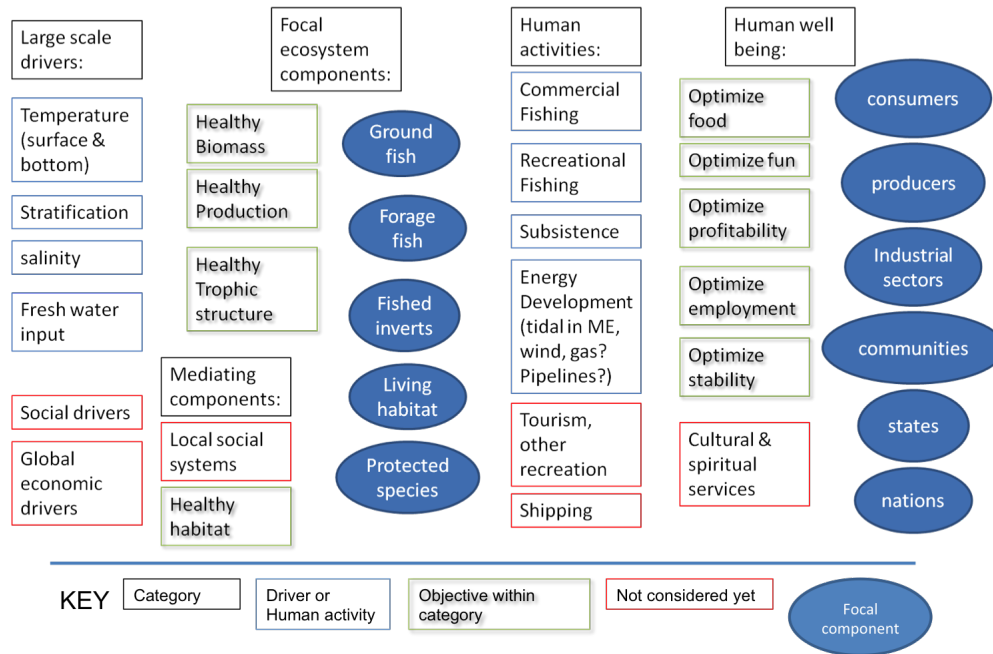 Large scale
drivers:
Temperature
(surface &
bottom)
Stratification
salinity
Fresh water
input
Social drivers
Global
economic
drivers
Focal
ecosystem
components:
Healthy
Biomass
Healthy
Production
Healthy
Trophic
structure
Mediating
components:
Local social
systems
Healthy
habitat
Ground
fish
Forage
fish
Fished
inverts
Living
habitat
Protected
species
Human
activities:
Commercial
Fishing
Recreational
Fishing
Subsistence
Energy
Development
(tidal in ME,
wind, gas?
Pipelines?)
Tourism,
other
recreation
Shipping
Human well
being:
Optimize
food
Optimize fun
Optimize
profitability
Optimize
employment
Optimize
stability
Cultural &
spiritual
services
consumers
producers
Industrial
sectors
communities
states
nations
KEY
Category
Driver or
Human activity
Objective within
category
Not considered yet
Focal
component